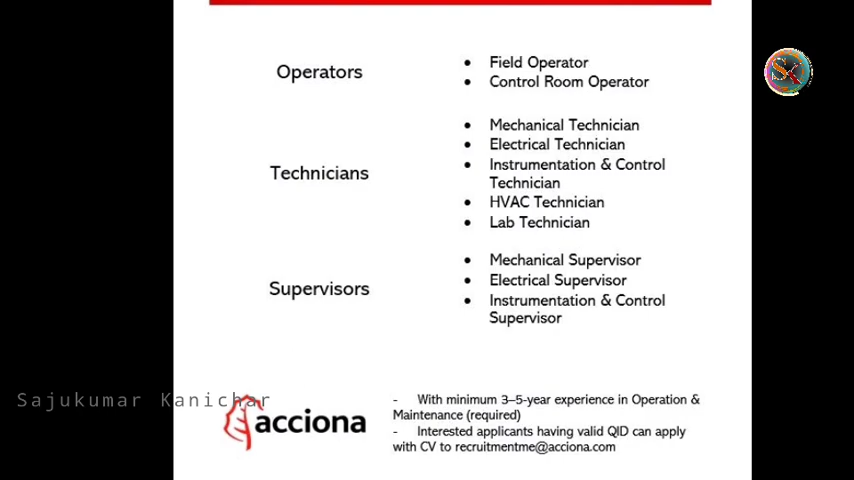 Operators
• Field Operator
• Control Room Operator
Technicians
• Mechanical Technician
• Electrical Technician
• Instrumentation & Control
Technician
• HVAC Technician
• Lab Technician
Supervisors
• Mechanical Supervisor
• Electrical Supervisor
• Instrumentation & Control
Supervisor
Sajukumar Kanichar
acciona
- With minimum 3–5-year experience in Operation &
Maintenance (required)
- Interested applicants having valid QID can apply
with CV to recruitmentme@acciona.com
SK